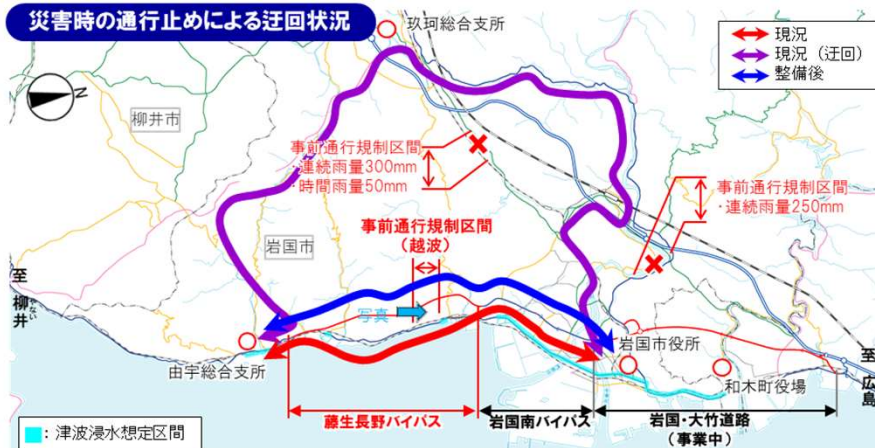 災害時の通行止めによる迂回状況
玖珂総合支所
現況
現況（迂回）
整備後
N
柳井市
事前通行規制区間
・連続雨量300mm
・時間雨量50mm
事前通行規制区間
・連続雨量250mm
事前通行規制区間
（越波）
岩国市
至
柳井
やない
写真
由宇総合支所
岩国市役所
和木町役場
至
広島
藤生長野バイパス
岩国南バイパス
岩国・大竹道路
（事業中）
：津波浸水想定区間